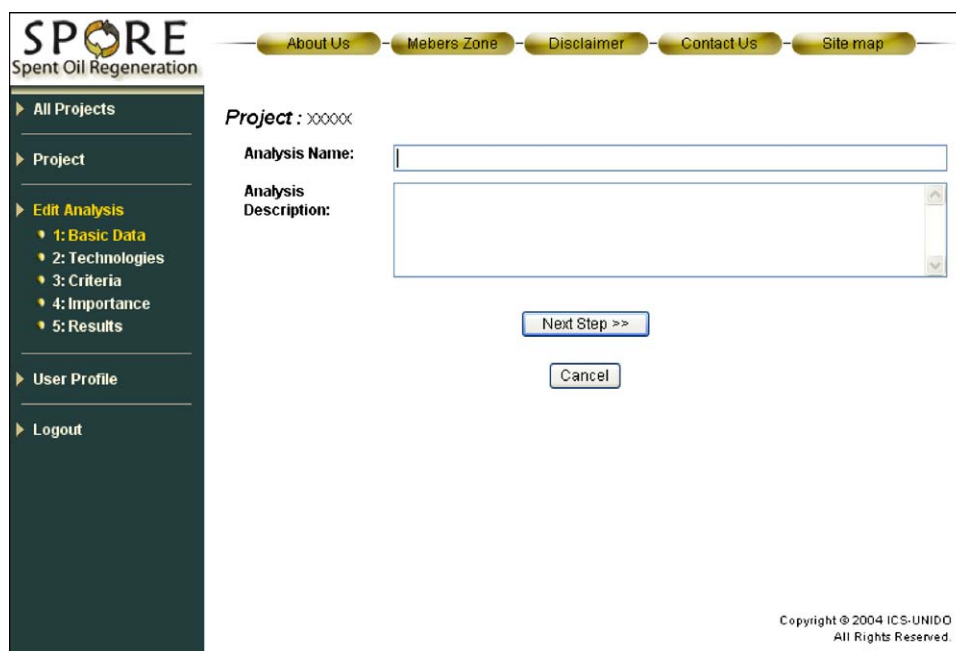 SPORE
Spent Oil Regeneration
About Us
Mebers Zone
Disclaimer
Contact Us
Site map
All Projects
Project
Edit Analysis
1: Basic Data
2: Technologies
3: Criteria
4: Importance
5: Results
User Profile
Logout
Project : xxxxx
Analysis Name:
Analysis
Description:
Next Step >>
Cancel
Copyright © 2004 ICS-UNIDO
All Rights Reserved.